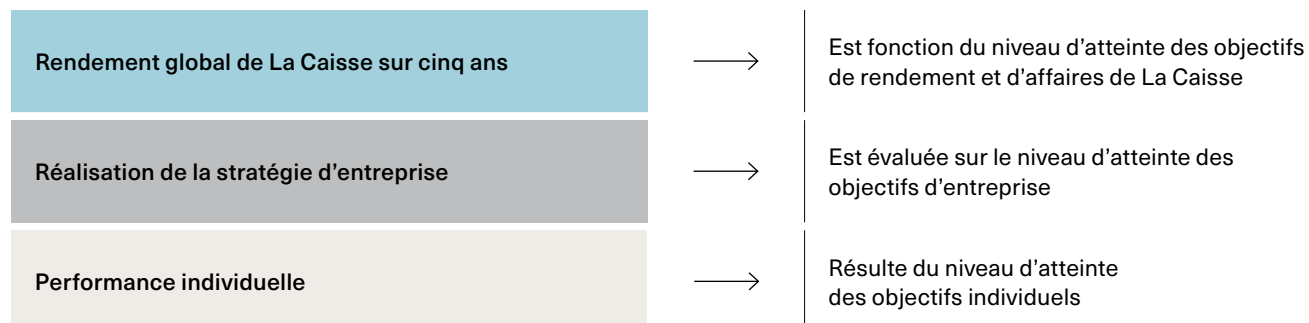 Rendement global de La Caisse sur cinq ans
Est fonction du niveau d’atteinte des objectifs
de rendement et d’affaires de La Caisse
Réalisation de la stratégie d’entreprise
Est évaluée sur le niveau d’atteinte des
objectifs d’entreprise
Performance individuelle
Résulte du niveau d’atteinte
des objectifs individuels